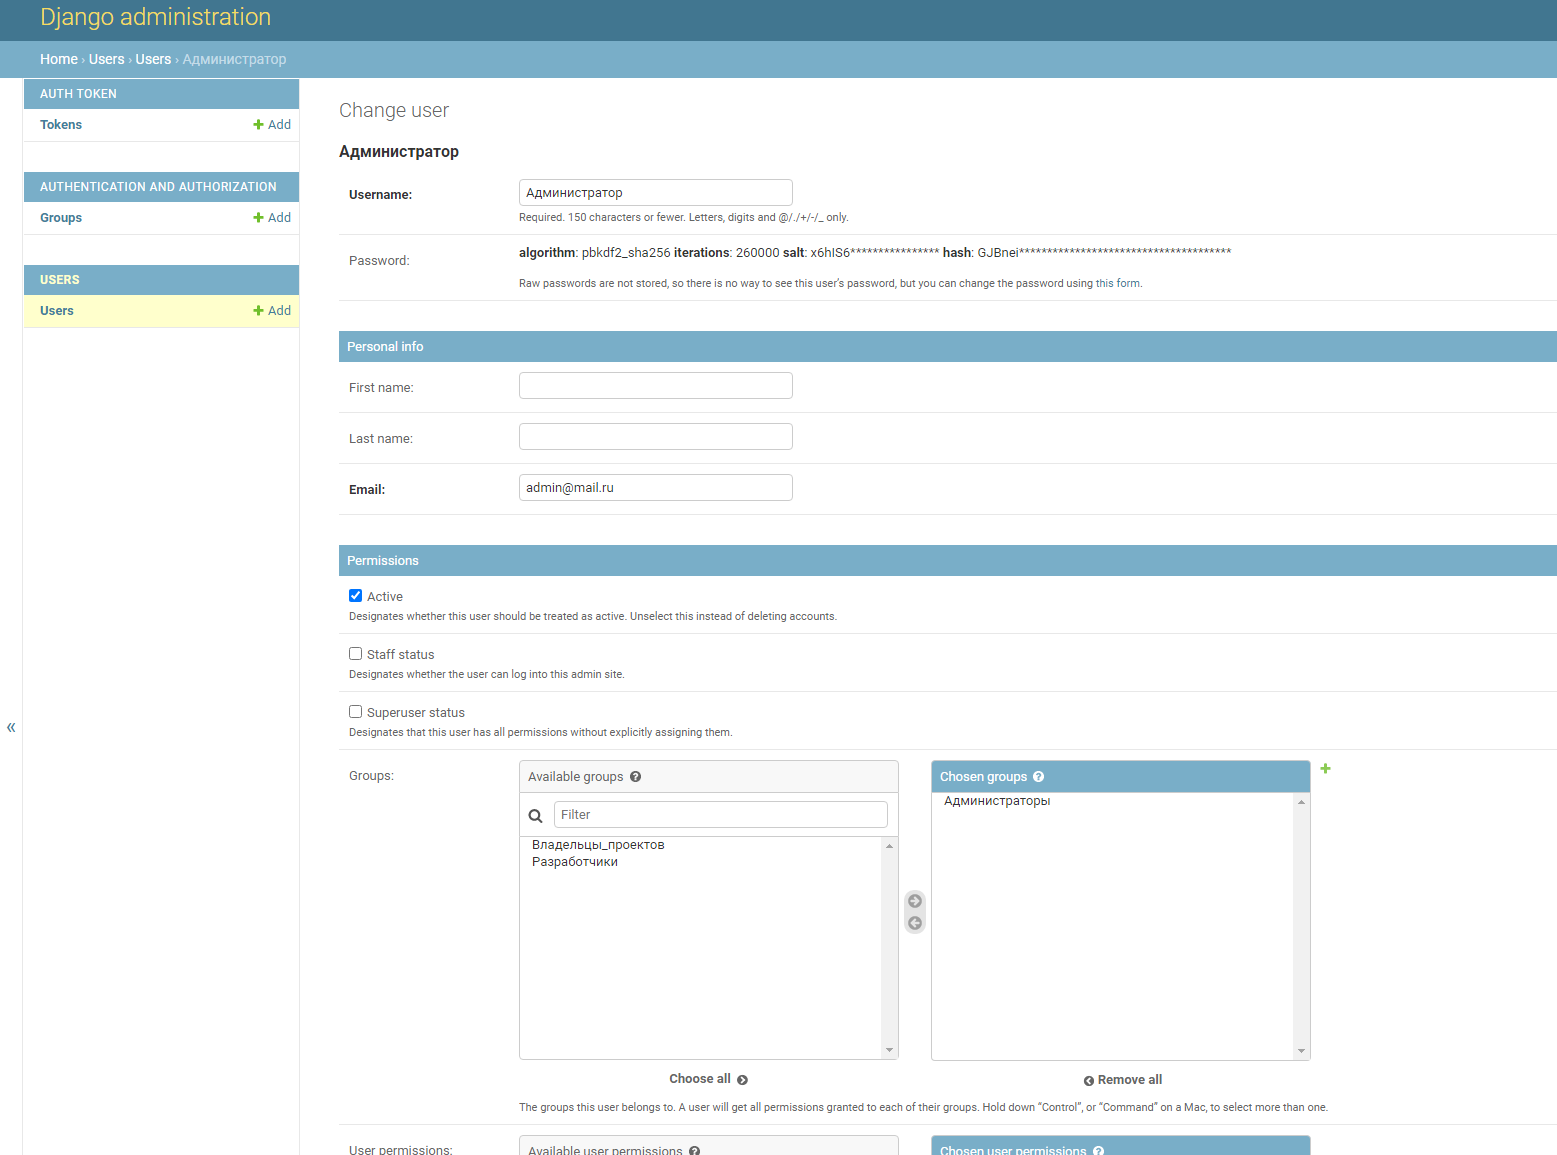 Django administration
Home › Users › Users › Администратор
AUTH TOKEN
Tokens
Add
AUTHENTICATION AND AUTHORIZATION
Groups
Add
USERS
Users
Add
«
Change user
Администратор
Username:
Администратор
Required. 150 characters or fewer. Letters, digits and @/./+/-/_ only.
Password:
algorithm: pbkdf2_sha256 iterations: 260000 salt: x6hIS6**************** hash: GJBnei**************************************
Raw passwords are not stored, so there is no way to see this user’s password, but you can change the password using this form.
Personal info
First name:
Last name:
Email:
admin@mail.ru
Permissions
Active
Designates whether this user should be treated as active. Unselect this instead of deleting accounts.
Staff status
Designates whether the user can log into this admin site.
Superuser status
Designates that this user has all permissions without explicitly assigning them.
Groups:
Available groups
Filter
Владельцы_проектов
Разработчики
Choose all
Chosen groups
Администраторы
Remove all
The groups this user belongs to. A user will get all permissions granted to each of their groups. Hold down “Control”, or “Command” on a Mac, to select more than one.
User permissions:
Available user permissions
Chosen user permissions